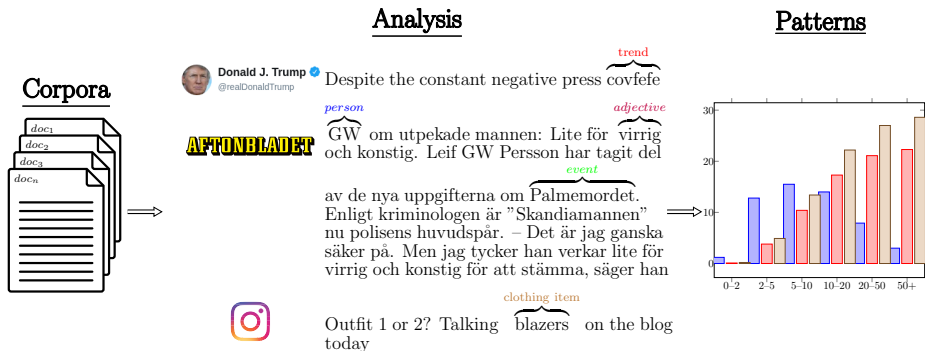 Analysis
Patterns
Corpora
doc1
doc2
doc3
docn
Donald J. Trump
@realDonaldTrump
trend
Despite the constant negative press covfefe
person
adjective
AFTONBLADET
GW om utpekade mannen: Lite för virrig
och konstig. Leif GW Persson har tagit del
event
av de nya uppgifterna om Palmemordet.
Enligt kriminologen är ”Skandiamannen”
nu polisens huvudspår. – Det är jag ganska
säker på. Men jag tycker han verkar lite för
virrig och konstig för att stämma, säger han
clothing item
Outfit 1 or 2? Talking blazers on the blog
today
30
20
10
0
0–2 2–5 5–10 10–20 20–50 50+